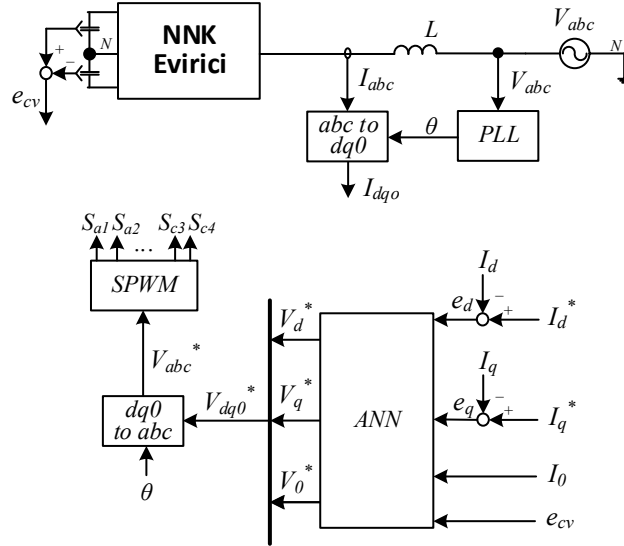 V_abc
NNK
Evirici
N
N
L
+
−
e_cv
I_abc
V_abc
abc to
dq0
θ
PLL
I_dqo
S_a1 S_a2 ... S_c3 S_c4
SPWM
I_d
V_d*
e_d
−
+
I_d*
V_abc*
I_q
dq0
to abc
V_dq0*
V_q*
ANN
e_q
−
+
I_q*
θ
V_0*
I_0
e_cv